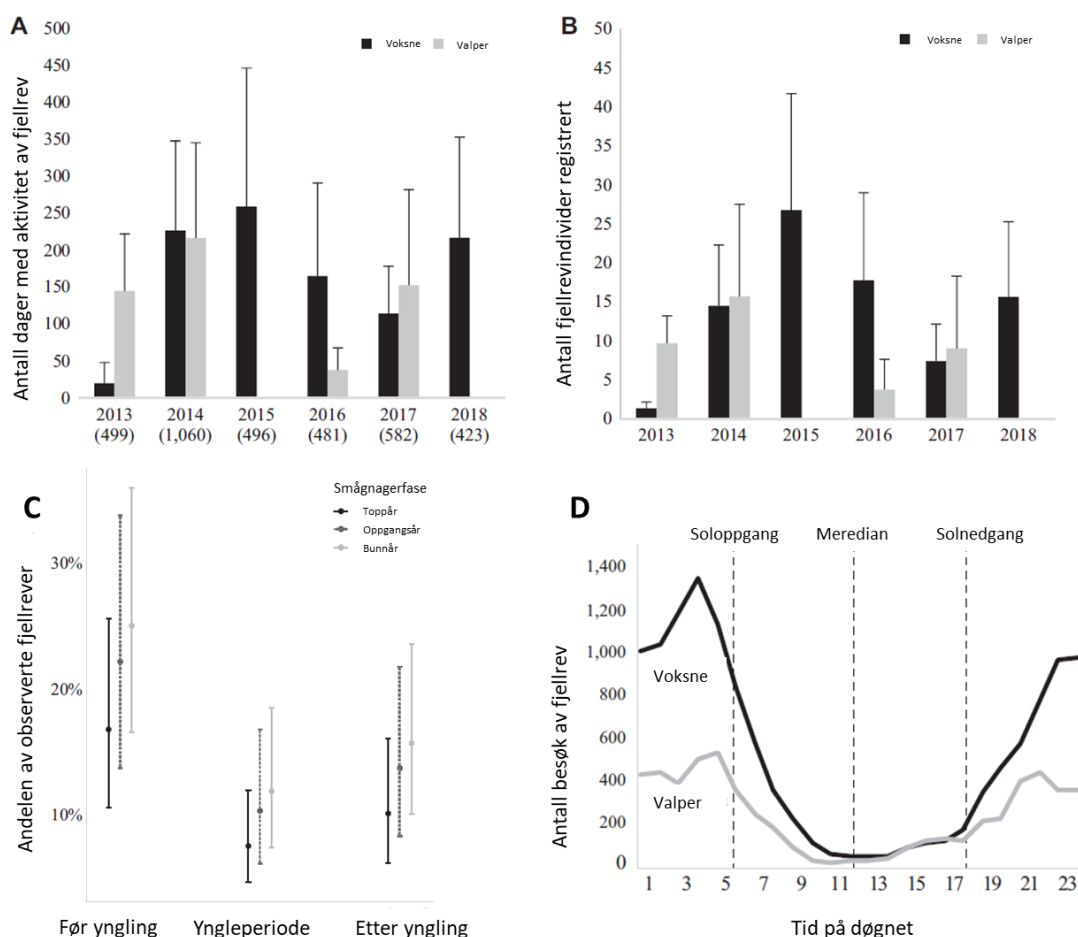 A
Antall dager med aktivitet av fjellrev
500
450
400
350
300
250
200
150
100
50
0
Voksne Valper
2013 2014 2015 2016 2017 2018
(499) (1,060) (496) (481) (582) (423)
B
Antall fjellrevindivider registrert
50
45
40
35
30
25
20
15
10
5
0
Voksne Valper
2013 2014 2015 2016 2017 2018
C
Andelen av observerte fjellrever
Smågnagerfase
Toppår
Oppgangsår
Bunnår
30%
20%
10%
Før yngling Yngleperiode Etter yngling
D
Antall besøk av fjellrev
Soloppgang Meredian Solnedgang
1,400
1,200
1,000
800
600
400
200
0
Voksne
Valper
1 3 5 7 9 11 13 15 17 19 21 23
Tid på døgnet